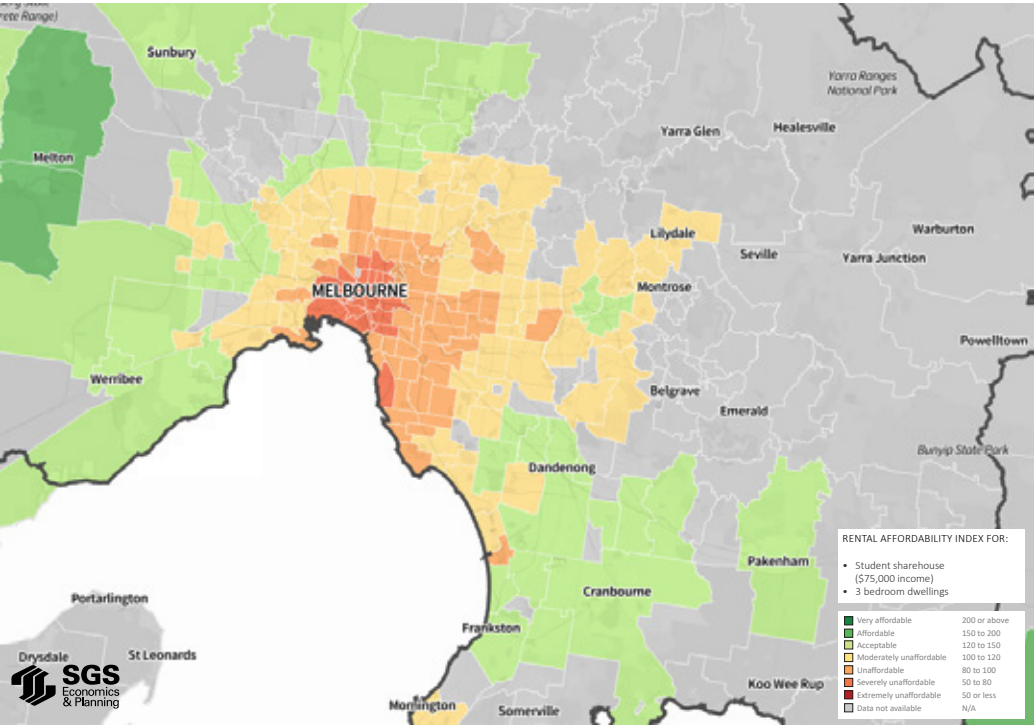 rete Range)
Sunbury
Yarra Ranges
National Park
Yarra Glen
Healesville
Melton
Lilydale
Warburton
Seville
Yarra Junction
MELBOURNE
Montrose
Powelltown
Werribee
Belgrave
Emerald
Bunyip State Park
Dandenong
RENTAL AFFORDABILITY INDEX FOR:
• Student sharehouse
($75,000 income)
• 3 bedroom dwellings
Pakenham
Cranbourne
Portarlington
Frankston
Very affordable 200 or above
Affordable 150 to 200
Acceptable 120 to 150
Moderately unaffordable 100 to 120
Unaffordable 80 to 100
Severely unaffordable 50 to 80
Extremely unaffordable 50 or less
Data not available N/A
Drysdale
St Leonards
SGS
Economics
& Planning
Koo Wee Rup
Mornington
Somerville